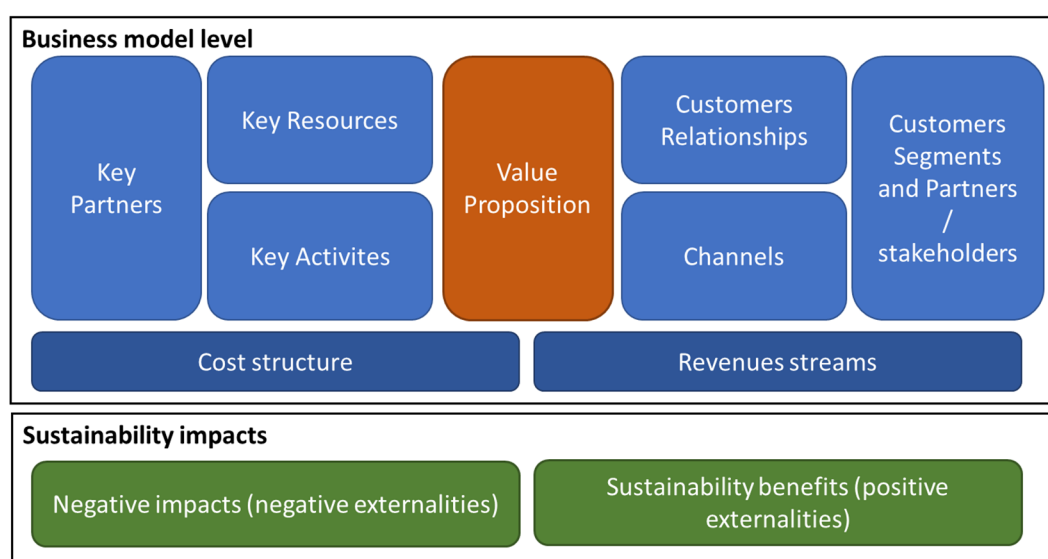 Business model level
Key
Partners
Key Resources
Key Activites
Value
Proposition
Customers
Relationships
Channels
Customers
Segments
and Partners
/
stakeholders
Cost structure
Revenues streams
Sustainability impacts
Negative impacts (negative externalities)
Sustainability benefits (positive
externalities)